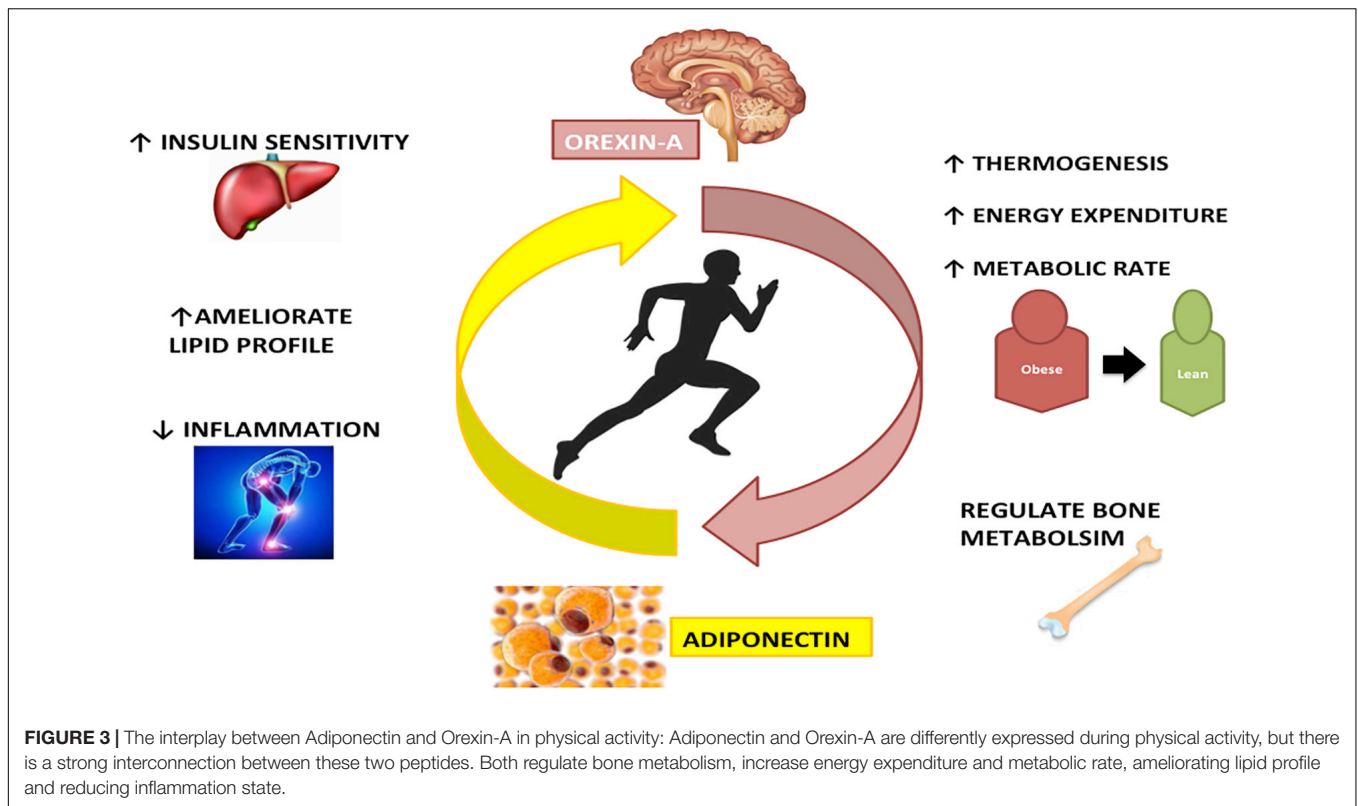 OREXIN-A
↑ INSULIN SENSITIVITY
↑AMELIORATE
LIPID PROFILE
↓ INFLAMMATION
↑ THERMOGENESIS
↑ ENERGY EXPENDITURE
↑ METABOLIC RATE
Obese
Lean
REGULATE BONE
METABOLSIM
ADIPONECTIN
FIGURE 3 | The interplay between Adiponectin and Orexin-A in physical activity: Adiponectin and Orexin-A are differently expressed during physical activity, but there
is a strong interconnection between these two peptides. Both regulate bone metabolism, increase energy expenditure and metabolic rate, ameliorating lipid profile
and reducing inflammation state.